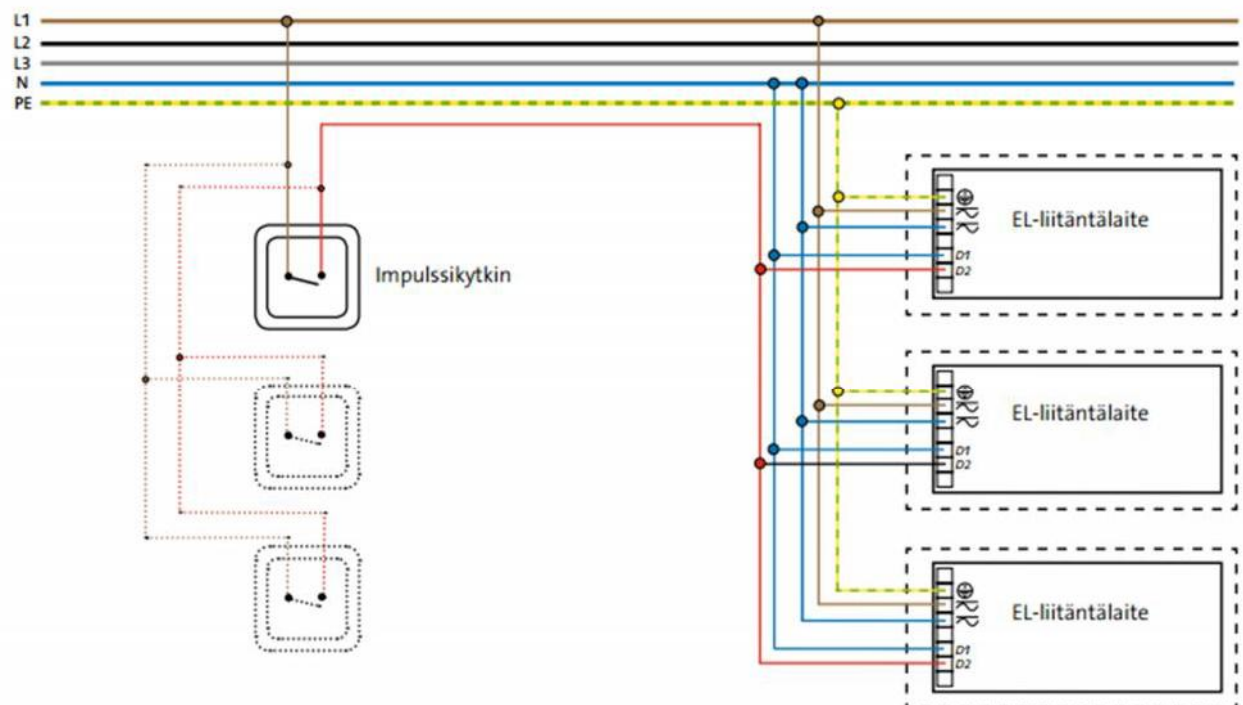 L1
L2
L3
N
PE
EL-liitäntälaite
D1
D2
Impulssikytkin
EL-liitäntälaite
D1
D2
EL-liitäntälaite
D1
D2